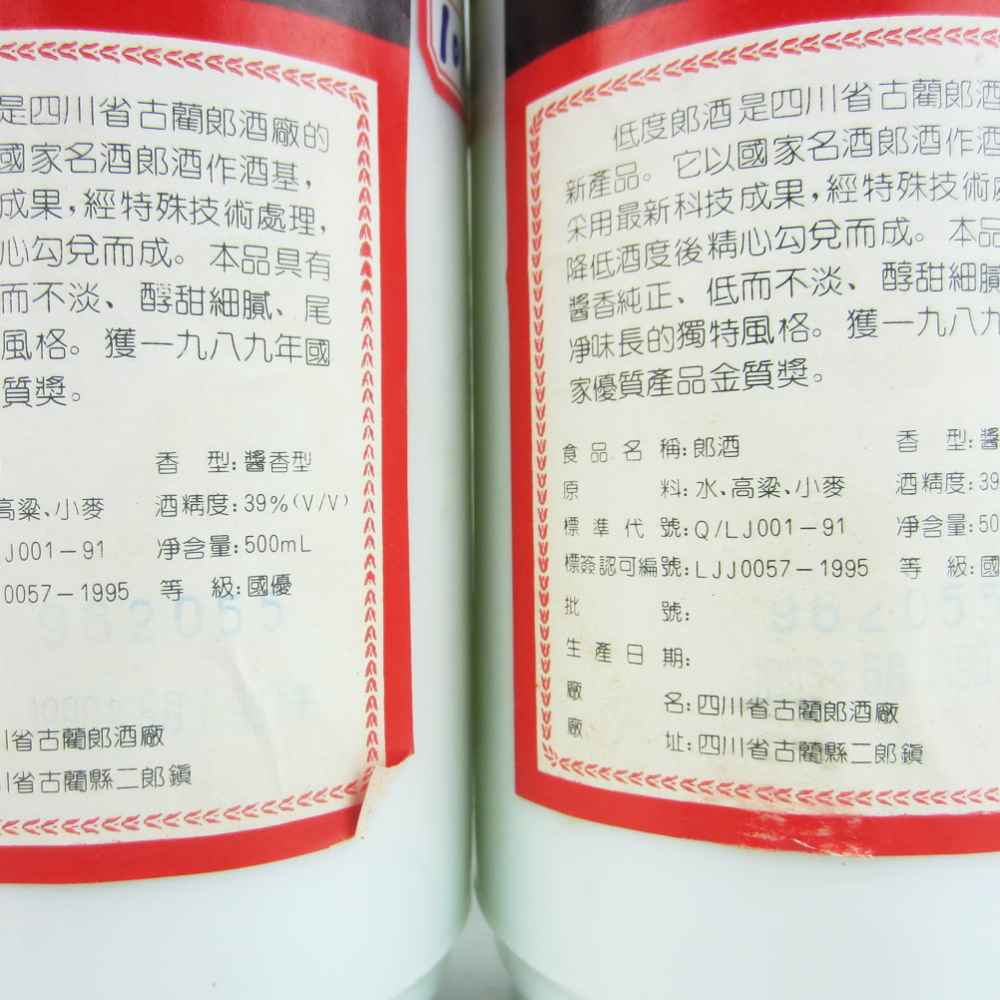 是四川省古藺郎酒廠的
國家名酒郎酒作酒基，
成果，經特殊技術處理，
心勾兌而成。本品具有
而不淡、醇甜細膩、尾
風格。獲一九八九年國
質獎。
香 型：醬香型
高粱、小麥 酒精度：39%(V/V)
J001－91 净含量：500mL
0057－1995 等 級：國優
982055
省古藺郎酒廠
川省古藺縣二郎鎮
10
低度郎酒是四川省古藺郎酒
新產品。它以國家名酒郎酒作酒
采用最新科技成果，經特殊技術
降低酒度後精心勾兌而成。本品
醬香純正、低而不淡、醇甜細膩
净味長的獨特風格。獲一九八九
家優質產品金質獎。
食品名稱：郎酒 香 型：醬
原 料：水、高粱、小麥 酒精度：39
標準代號：Q/LJ001－91 净含量：50
標簽認可編號：LJJ0057－1995 等 級：國
批 號：
982055
生產日期：
廠 名：四川省古藺郎酒廠
廠 址：四川省古藺縣二郎鎮